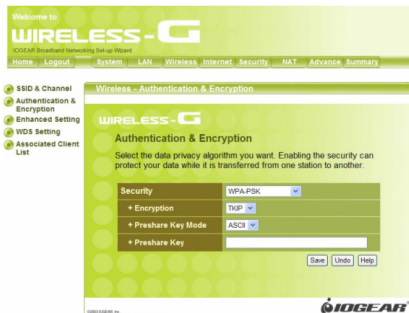 Welcome to
WIRELESS-G
IOGEAR Broadband Networking Set-up Wizard
Home Logout System LAN Wireless Internet Security NAT Advance Summary
SSID & Channel
Authentication & Encryption
Enhanced Setting
WDS Setting
Associated Client List
Wireless - Authentication & Encryption
WIRELESS-G
Authentication & Encryption
Select the data privacy algorithm you want. Enabling the security can
protect your data while it is transferred from one station to another.
Security WPA-PSK
+ Encryption TKIP
+ Preshare Key Mode ASCII
+ Preshare Key
Save Undo Help
IOGEAR